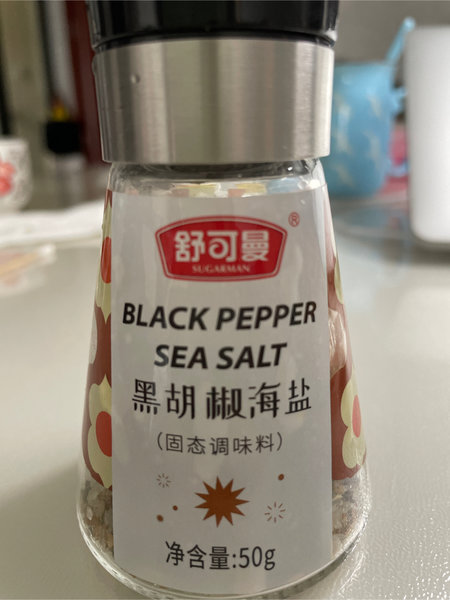 舒可曼®
SUGARMAN
BLACK PEPPER
SEA SALT
黑胡椒海盐
(固态调味料)
净含量:50g